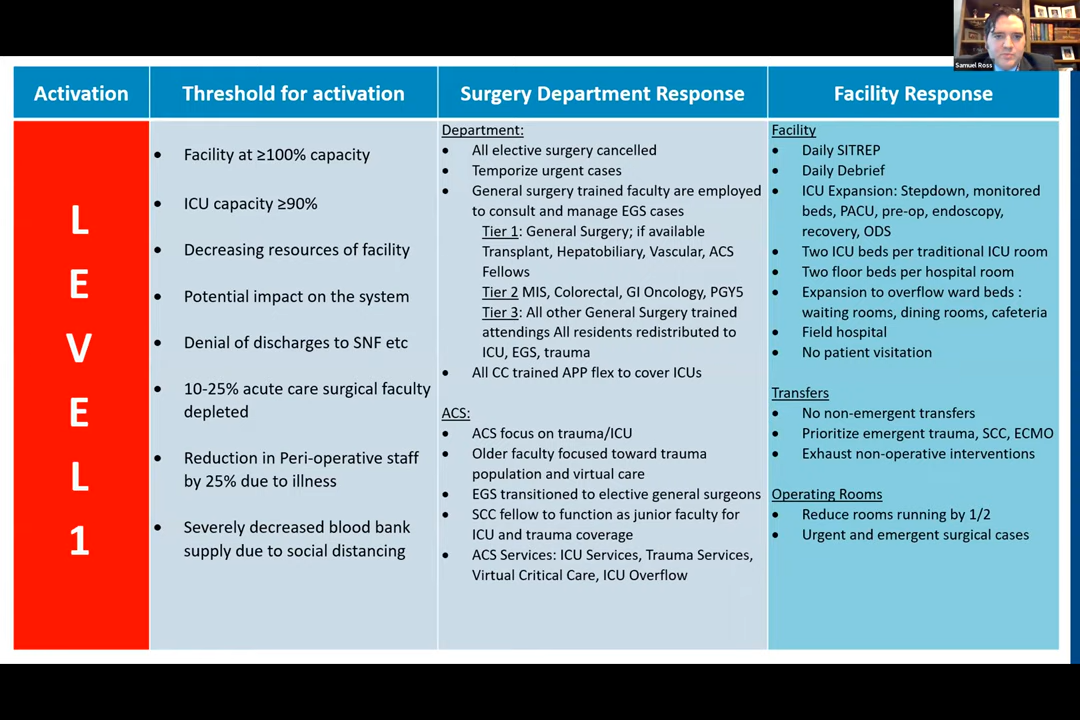 Samuel Ross
Activation
Threshold for activation
Surgery Department Response
Facility Response
L
E
V
E
L
1
• Facility at ≥100% capacity
• ICU capacity ≥90%
• Decreasing resources of facility
• Potential impact on the system
• Denial of discharges to SNF etc
• 10-25% acute care surgical faculty
depleted
• Reduction in Peri-operative staff
by 25% due to illness
• Severely decreased blood bank
supply due to social distancing
Department:
• All elective surgery cancelled
• Temporize urgent cases
• General surgery trained faculty are employed
to consult and manage EGS cases
Tier 1: General Surgery; if available
Transplant, Hepatobiliary, Vascular, ACS
Fellows
Tier 2 MIS, Colorectal, GI Oncology, PGY5
Tier 3: All other General Surgery trained
attendings All residents redistributed to
ICU, EGS, trauma
• All CC trained APP flex to cover ICUs
ACS:
• ACS focus on trauma/ICU
• Older faculty focused toward trauma
population and virtual care
• EGS transitioned to elective general surgeons
• SCC fellow to function as junior faculty for
ICU and trauma coverage
• ACS Services: ICU Services, Trauma Services,
Virtual Critical Care, ICU Overflow
Facility
• Daily SITREP
• Daily Debrief
• ICU Expansion: Stepdown, monitored
beds, PACU, pre-op, endoscopy,
recovery, ODS
• Two ICU beds per traditional ICU room
• Two floor beds per hospital room
• Expansion to overflow ward beds :
waiting rooms, dining rooms, cafeteria
• Field hospital
• No patient visitation
Transfers
• No non-emergent transfers
• Prioritize emergent trauma, SCC, ECMO
• Exhaust non-operative interventions
Operating Rooms
• Reduce rooms running by 1/2
• Urgent and emergent surgical cases